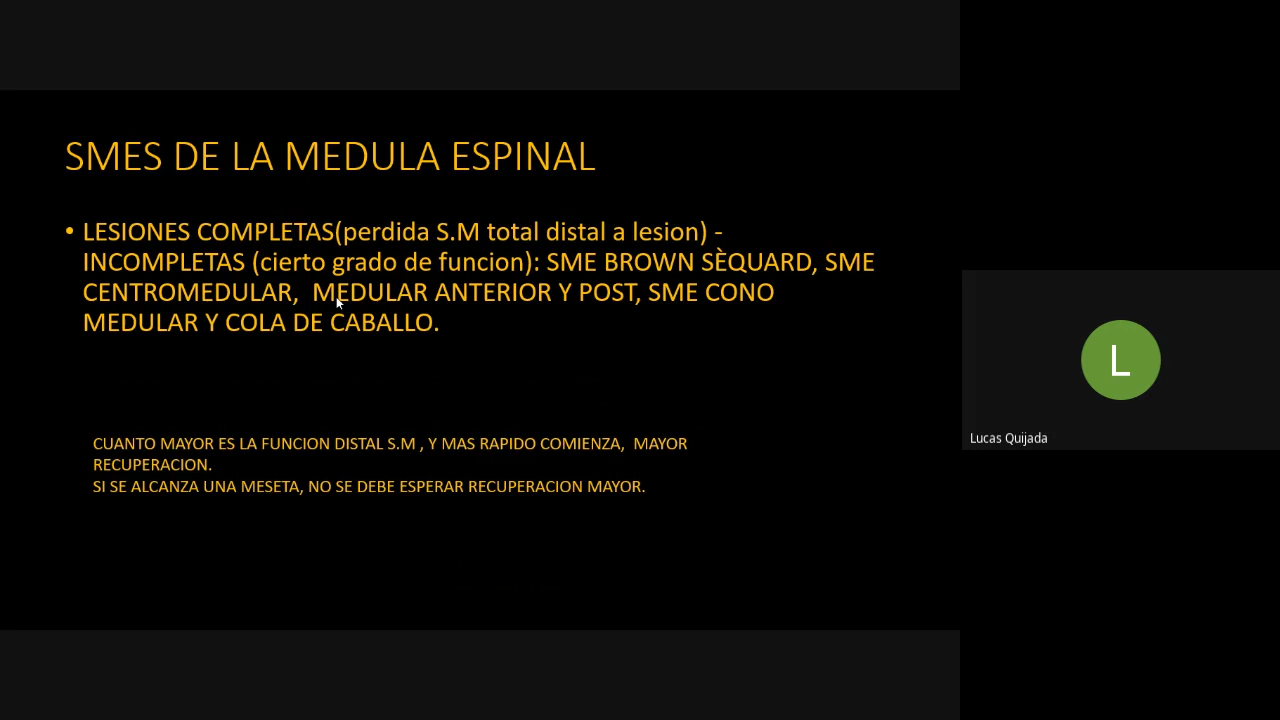 SMES DE LA MEDULA ESPINAL
• LESIONES COMPLETAS(perdida S.M total distal a lesion) -
INCOMPLETAS (cierto grado de funcion): SME BROWN SÈQUARD, SME
CENTROMEDULAR, MEDULAR ANTERIOR Y POST, SME CONO
MEDULAR Y COLA DE CABALLO.
CUANTO MAYOR ES LA FUNCION DISTAL S.M , Y MAS RAPIDO COMIENZA, MAYOR
RECUPERACION.
SI SE ALCANZA UNA MESETA, NO SE DEBE ESPERAR RECUPERACION MAYOR.
L
Lucas Quijada